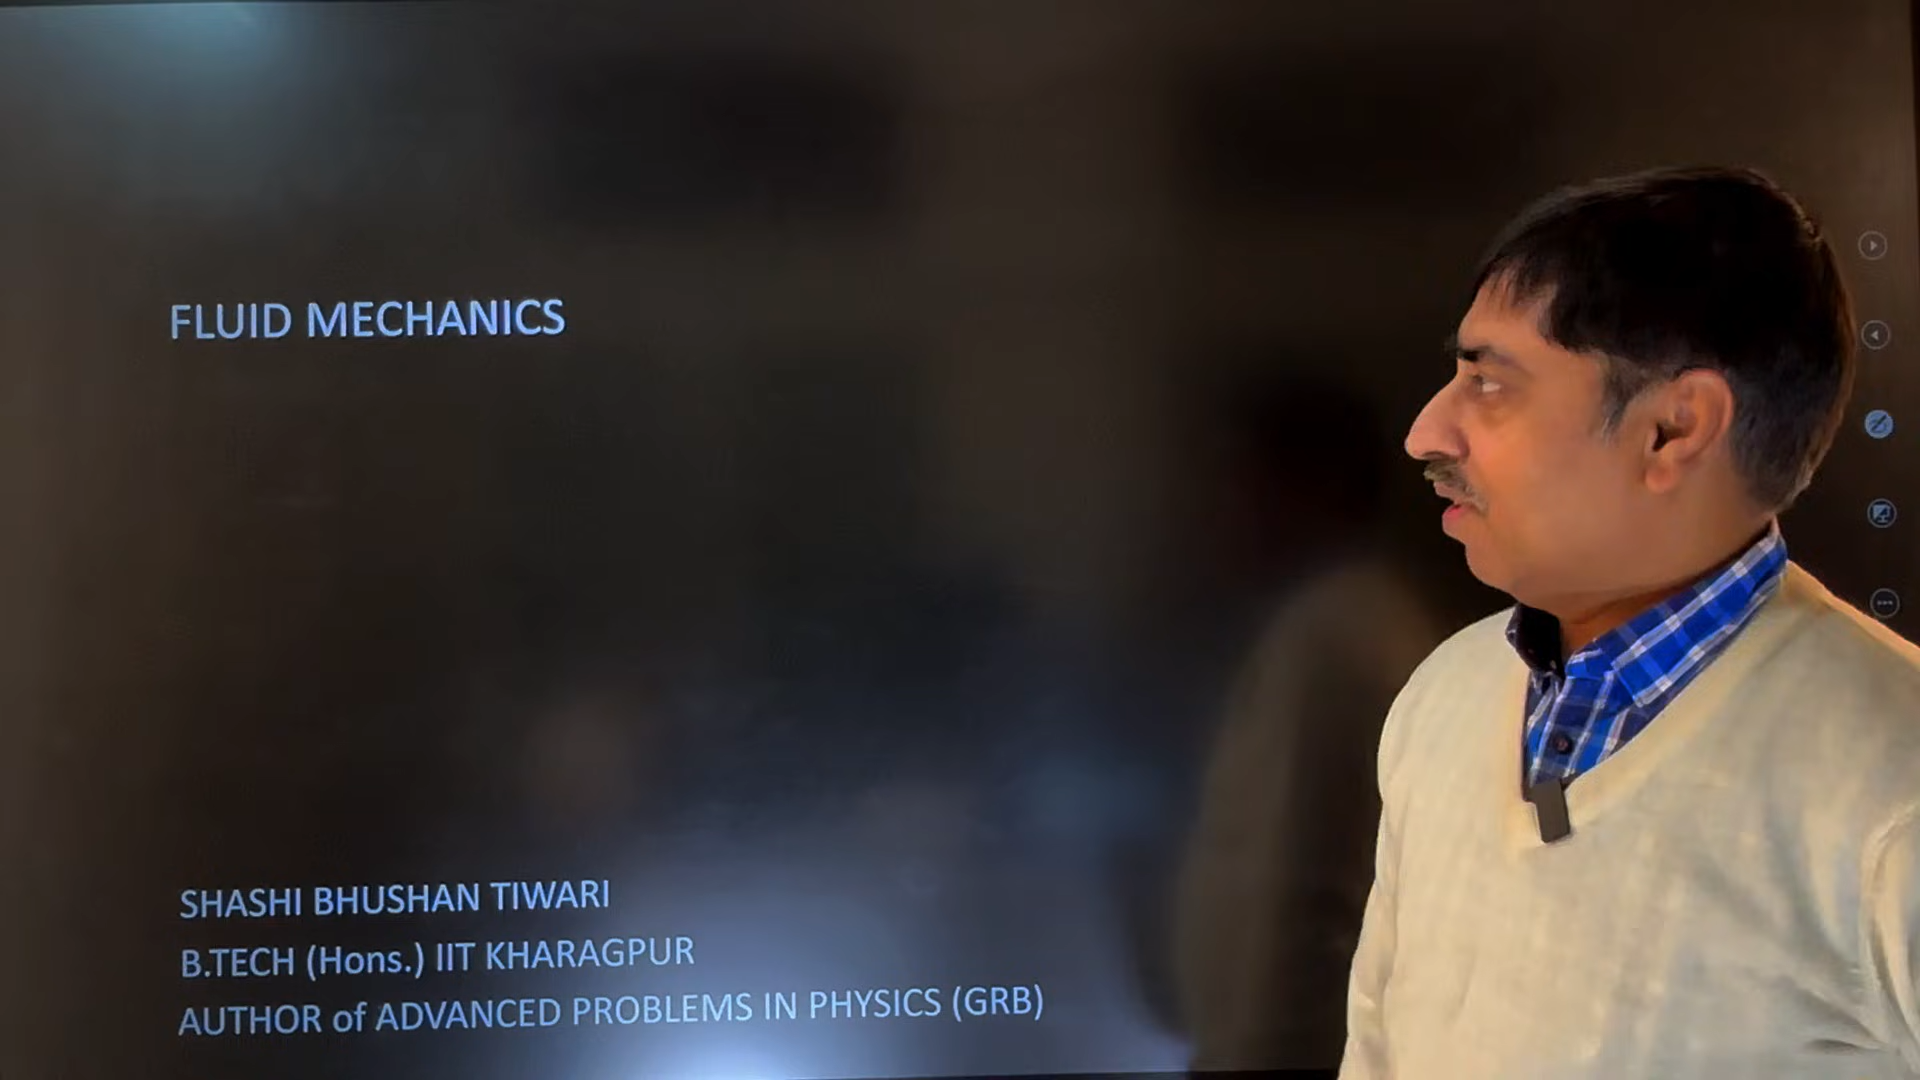 FLUID MECHANICS
SHASHI BHUSHAN TIWARI
B.TECH (Hons.) IIT KHARAGPUR
AUTHOR of ADVANCED PROBLEMS IN PHYSICS (GRB)